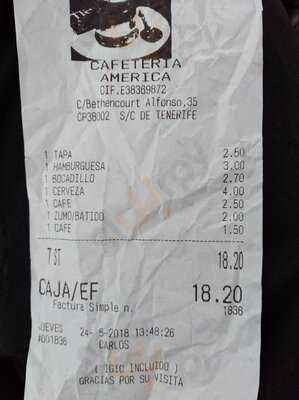 CAFETERIA
AMERICA
CIF.E38369872
C/Bethencourt Alfonso,35
CP38002 S/C DE TENERIFE
1 TAPA 2.50
1 HAMBURGUESA 3.00
1 BOCADILLO 2.70
1 CERVEZA 4.00
1 CAFE 2.50
1 ZUMO/BATIDO 2.00
1 CAFE 1.50
7 ST 18.20
CAJA/EF 18.20
Factura Simple n. 1836
JUEVES 24- 5-2018 13:48:26
#001836 CARLOS
( IGIC INCLUIDO )
GRACIAS POR SU VISITA